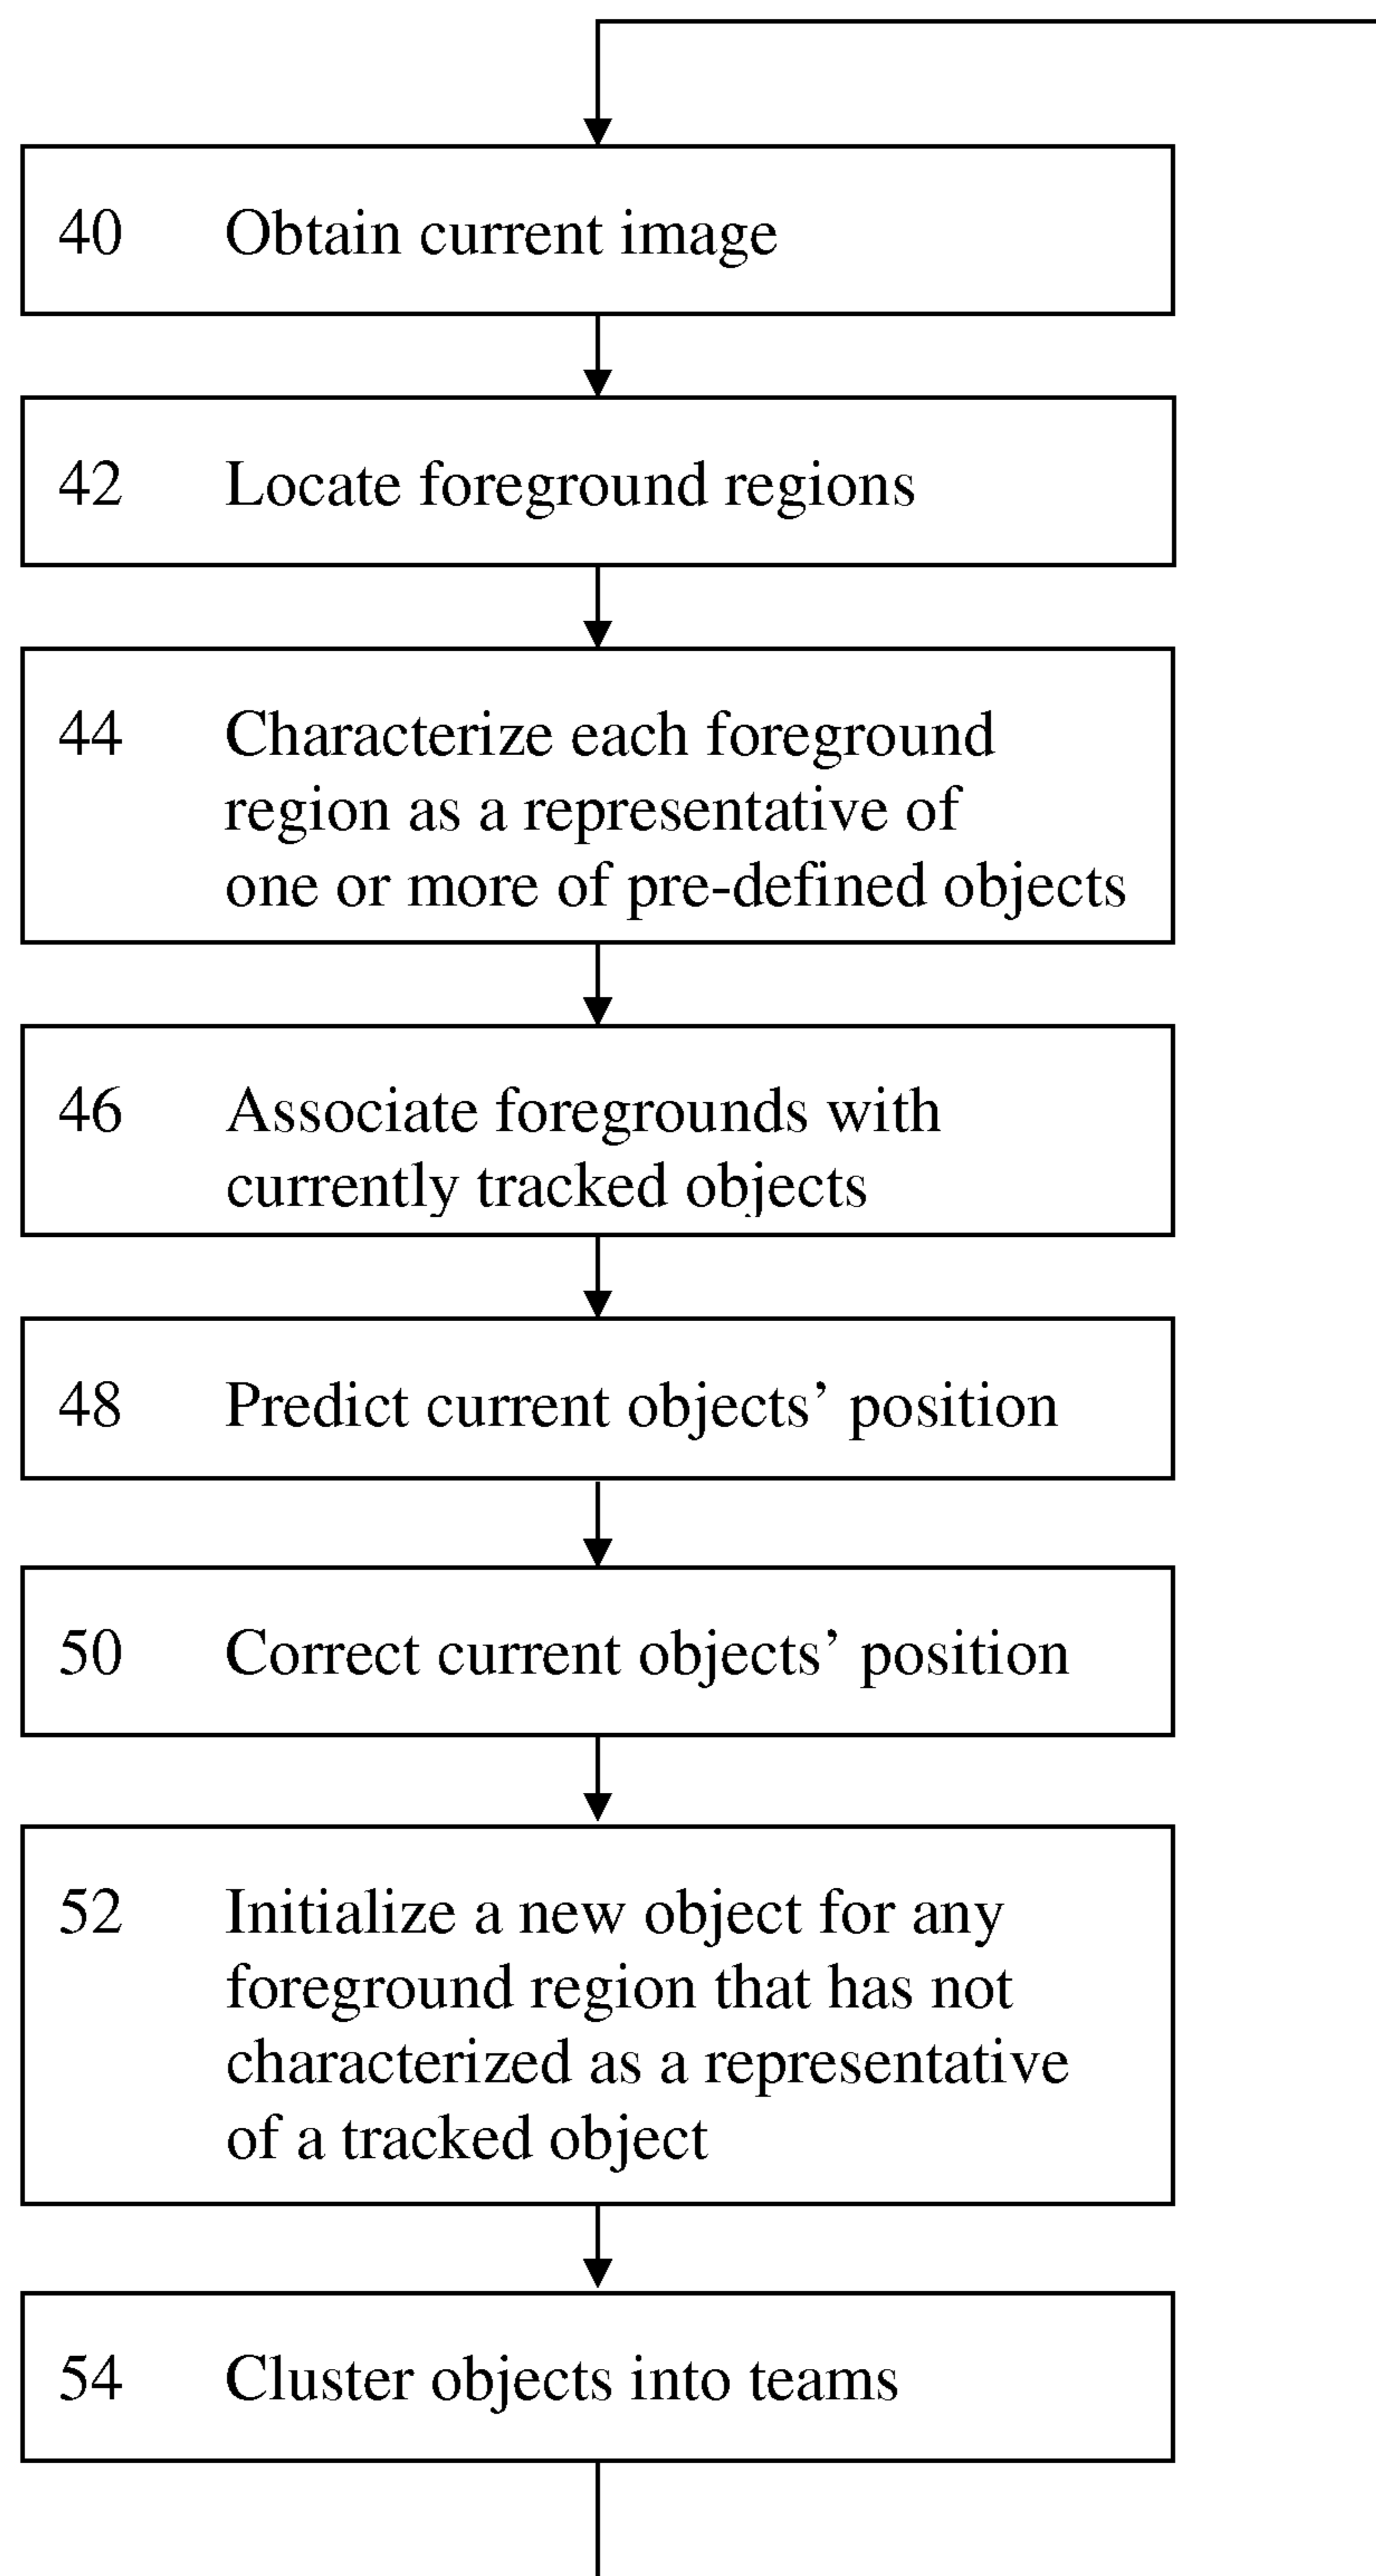 40 Obtain current image
42 Locate foreground regions
44 Characterize each foreground
region as a representative of
one or more of pre-defined objects
46 Associate foregrounds with
currently tracked objects
48 Predict current objects’ position
50 Correct current objects’ position
52 Initialize a new object for any
foreground region that has not
characterized as a representative
of a tracked object
54 Cluster objects into teams